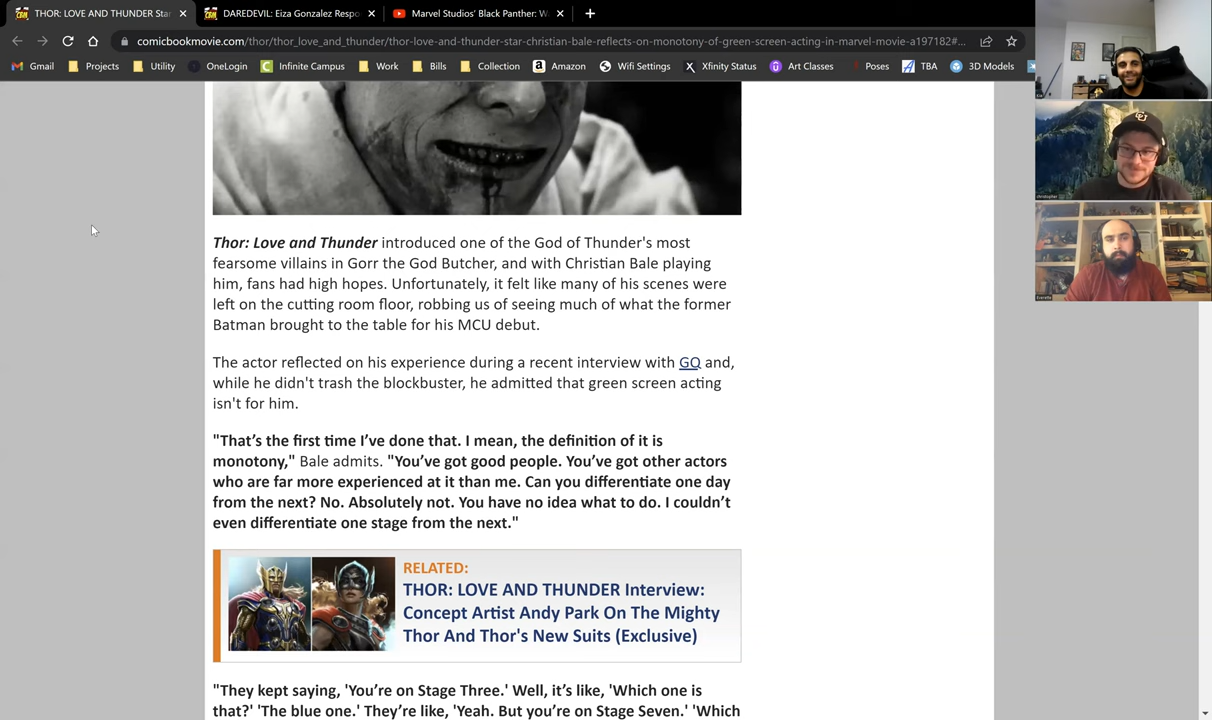 THOR: LOVE AND THUNDER Star
DAREDEVIL: Eiza Gonzalez Respo
Marvel Studios' Black Panther: W
comicbookmovie.com/thor/thor_love_and_thunder/thor-love-and-thunder-star-christian-bale-reflects-on-monotony-of-green-screen-acting-in-marvel-movie-a197182#...
Gmail Projects Utility OneLogin Infinite Campus Work Bills Collection Amazon Wifi Settings Xfinity Status Art Classes Poses TBA 3D Models
Thor: Love and Thunder introduced one of the God of Thunder's most
fearsome villains in Gorr the God Butcher, and with Christian Bale playing
him, fans had high hopes. Unfortunately, it felt like many of his scenes were
left on the cutting room floor, robbing us of seeing much of what the former
Batman brought to the table for his MCU debut.
The actor reflected on his experience during a recent interview with GQ and,
while he didn't trash the blockbuster, he admitted that green screen acting
isn't for him.
"That's the first time I've done that. I mean, the definition of it is
monotony," Bale admits. "You've got good people. You've got other actors
who are far more experienced at it than me. Can you differentiate one day
from the next? No. Absolutely not. You have no idea what to do. I couldn't
even differentiate one stage from the next."
RELATED:
THOR: LOVE AND THUNDER Interview:
Concept Artist Andy Park On The Mighty
Thor And Thor's New Suits (Exclusive)
"They kept saying, 'You're on Stage Three.' Well, it's like, 'Which one is
that?' 'The blue one.' They're like, 'Yeah. But you're on Stage Seven.' 'Which